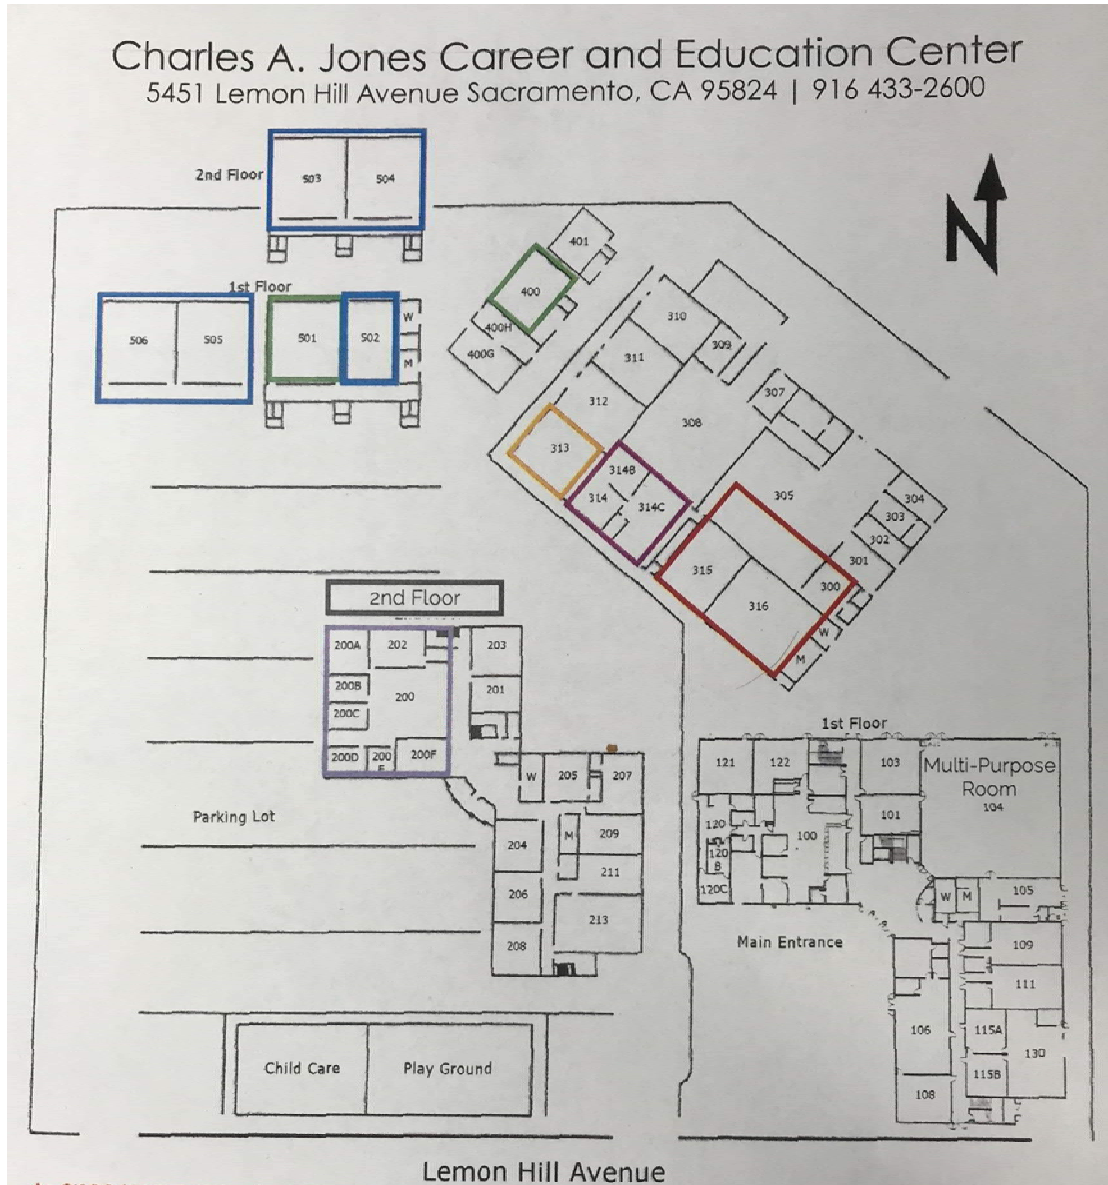 Charles A. Jones Career and Education Center
5451 Lemon Hill Avenue Sacramento, CA 95824 | 916 433-2600
N
2nd Floor
503
504
1st Floor
506
505
501
502
W
M
401
400
400H
400G
310
309
311
312
307
308
313
314B
314
314C
305
304
303
302
301
300
315
316
W
M
2nd Floor
200A
202
203
200B
200
201
200C
200D
200
E
200F
W
205
207
Parking Lot
M
209
204
211
206
213
208
1st Floor
121
122
103
Multi-Purpose
Room
104
120
101
100
120
B
120C
W
M
105
Main Entrance
109
111
106
115A
130
115B
108
Child Care
Play Ground
Lemon Hill Avenue